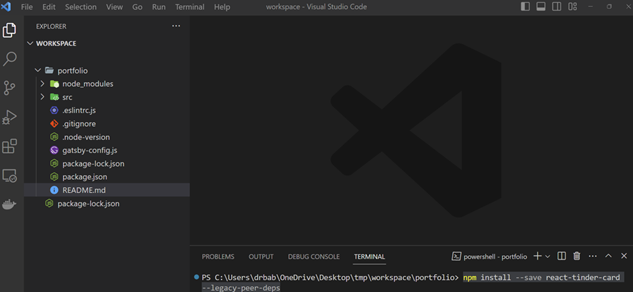 File Edit Selection View Go Run Terminal Help workspace - Visual Studio Code
EXPLORER
WORKSPACE
portfolio
node_modules
src
.eslintrc.js
.gitignore
.node-version
gatsby-config.js
package-lock.json
package.json
README.md
package-lock.json
PROBLEMS OUTPUT DEBUG CONSOLE TERMINAL powershell - portfolio
PS C:\Users\drbab\OneDrive\Desktop\tmp\workspace\portfolio> npm install --save react-tinder-card
--legacy-peer-deps